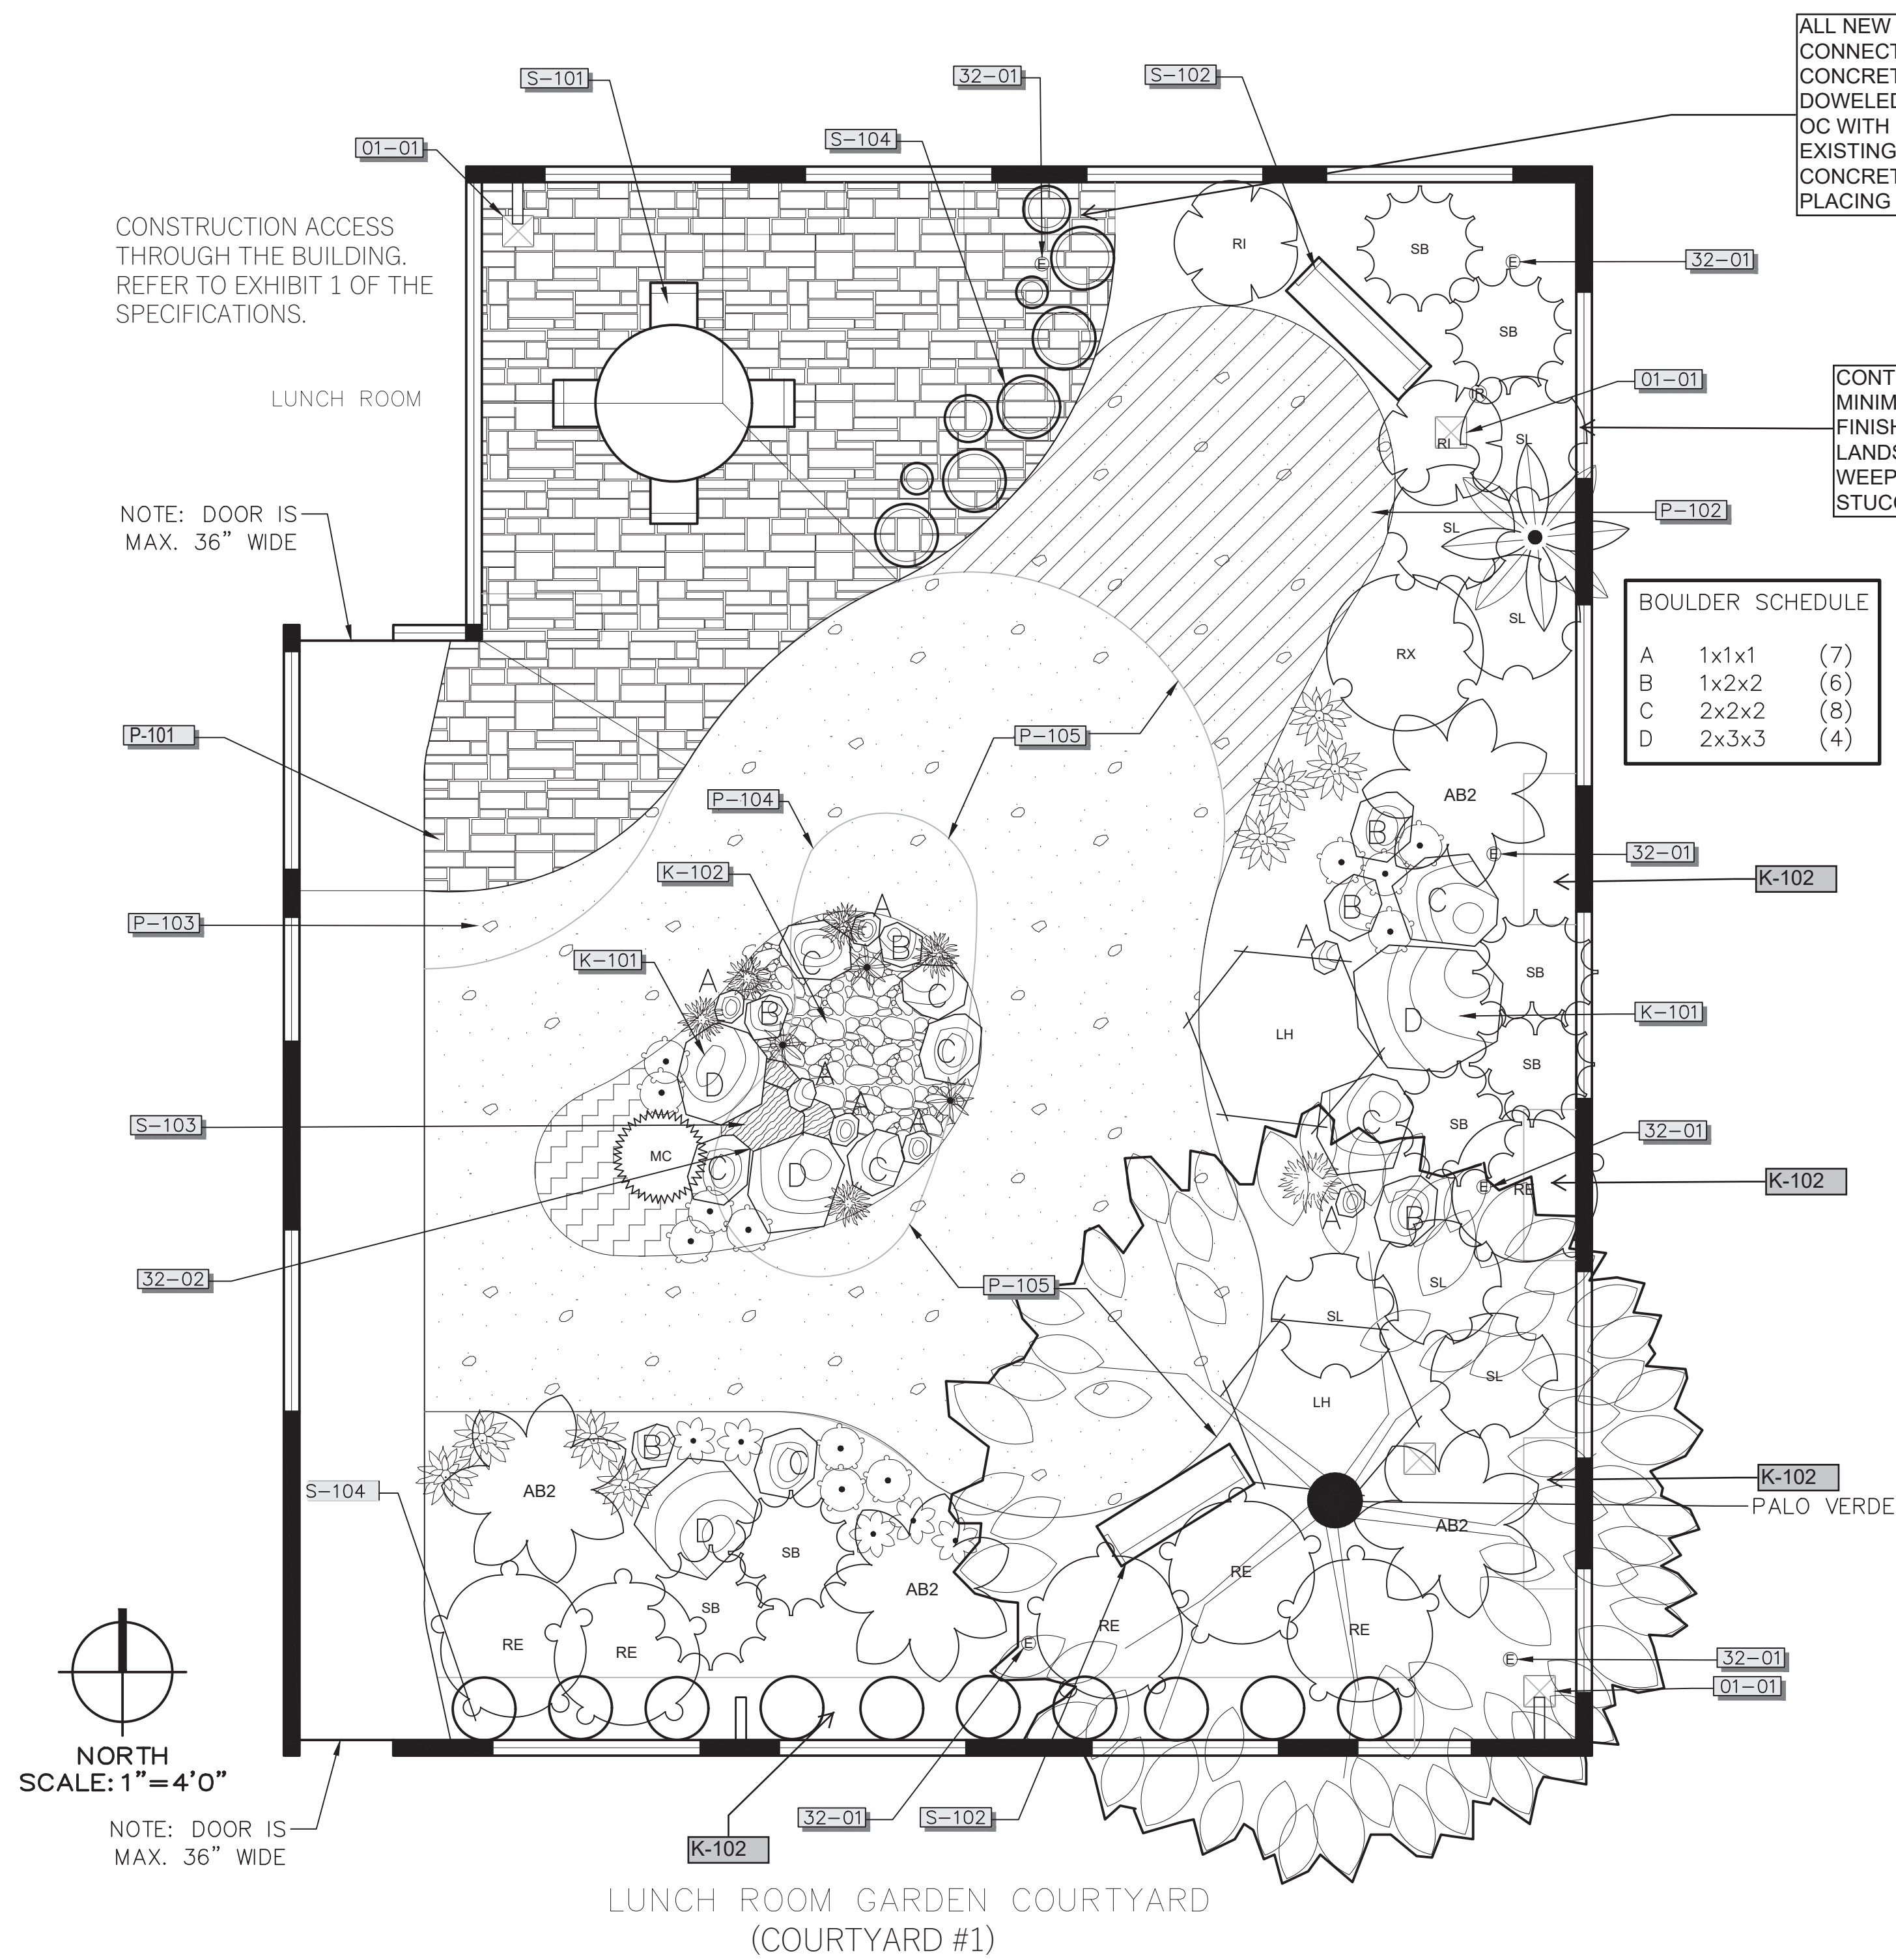 ALL NEW
CONNECT
CONCRET
DOWELED
OC WITH
EXISTING
CONCRET
PLACING
S-101
32-01
S-102
S-104
01-01
CONSTRUCTION ACCESS
THROUGH THE BUILDING.
REFER TO EXHIBIT 1 OF THE
SPECIFICATIONS.
RI
SB
E
E
32-01
SB
LUNCH ROOM
01-01
IR
CONT
MINIM
FINISH
LANDS
WEEP
STUCC
RI
SL
NOTE: DOOR IS
MAX. 36" WIDE
P-102
SL
SL
BOULDER SCHEDULE
A 1x1x1 (7)
B 1x2x2 (6)
C 2x2x2 (8)
D 2x3x3 (4)
RX
P-101
P-105
P-104
AB2
B
E
32-01
K-102
K-102
A
B
C
P-103
C
B
A
K-101
A
C
SB
B
LH
D
K-101
C
D
A
SB
S-103
A
A
C
SB
32-01
MC
C
D
C
K-102
E
RE
A
B
32-02
P-105
SL
SL
SL
LH
B
C
K-102
S-104
AB2
PALO VERDE
D
AB2
SB
RE
AB2
SB
RE
RE
RE
RE
E
E
32-01
01-01
NORTH
SCALE: 1"=4'0"
NOTE: DOOR IS
MAX. 36" WIDE
32-01
S-102
K-102
LUNCH ROOM GARDEN COURTYARD
(COURTYARD #1)